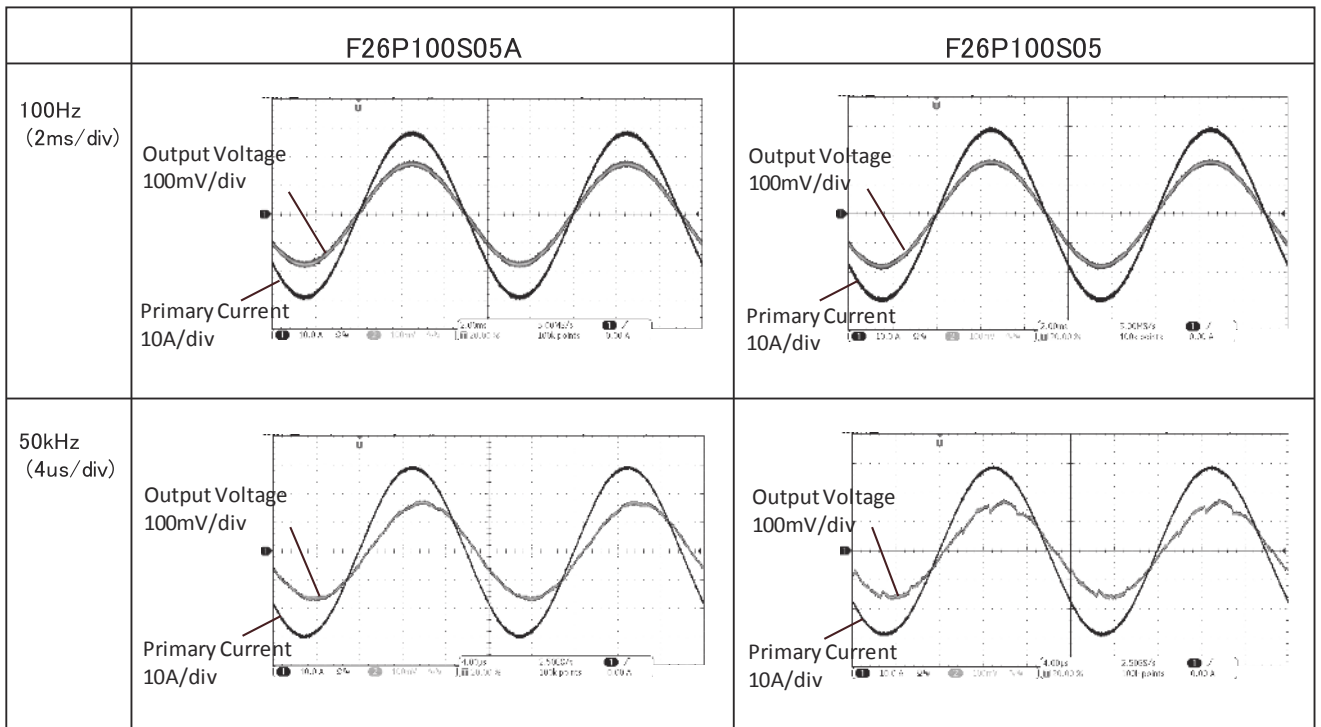 F26P100S05A
F26P100S05
100Hz
(2ms/div)
Output Voltage
100mV/div
Primary Current
10A/div
Output Voltage
100mV/div
Primary Current
10A/div
50kHz
(4us/div)
Output Voltage
100mV/div
Primary Current
10A/div
Output Voltage
100mV/div
Primary Current
10A/div